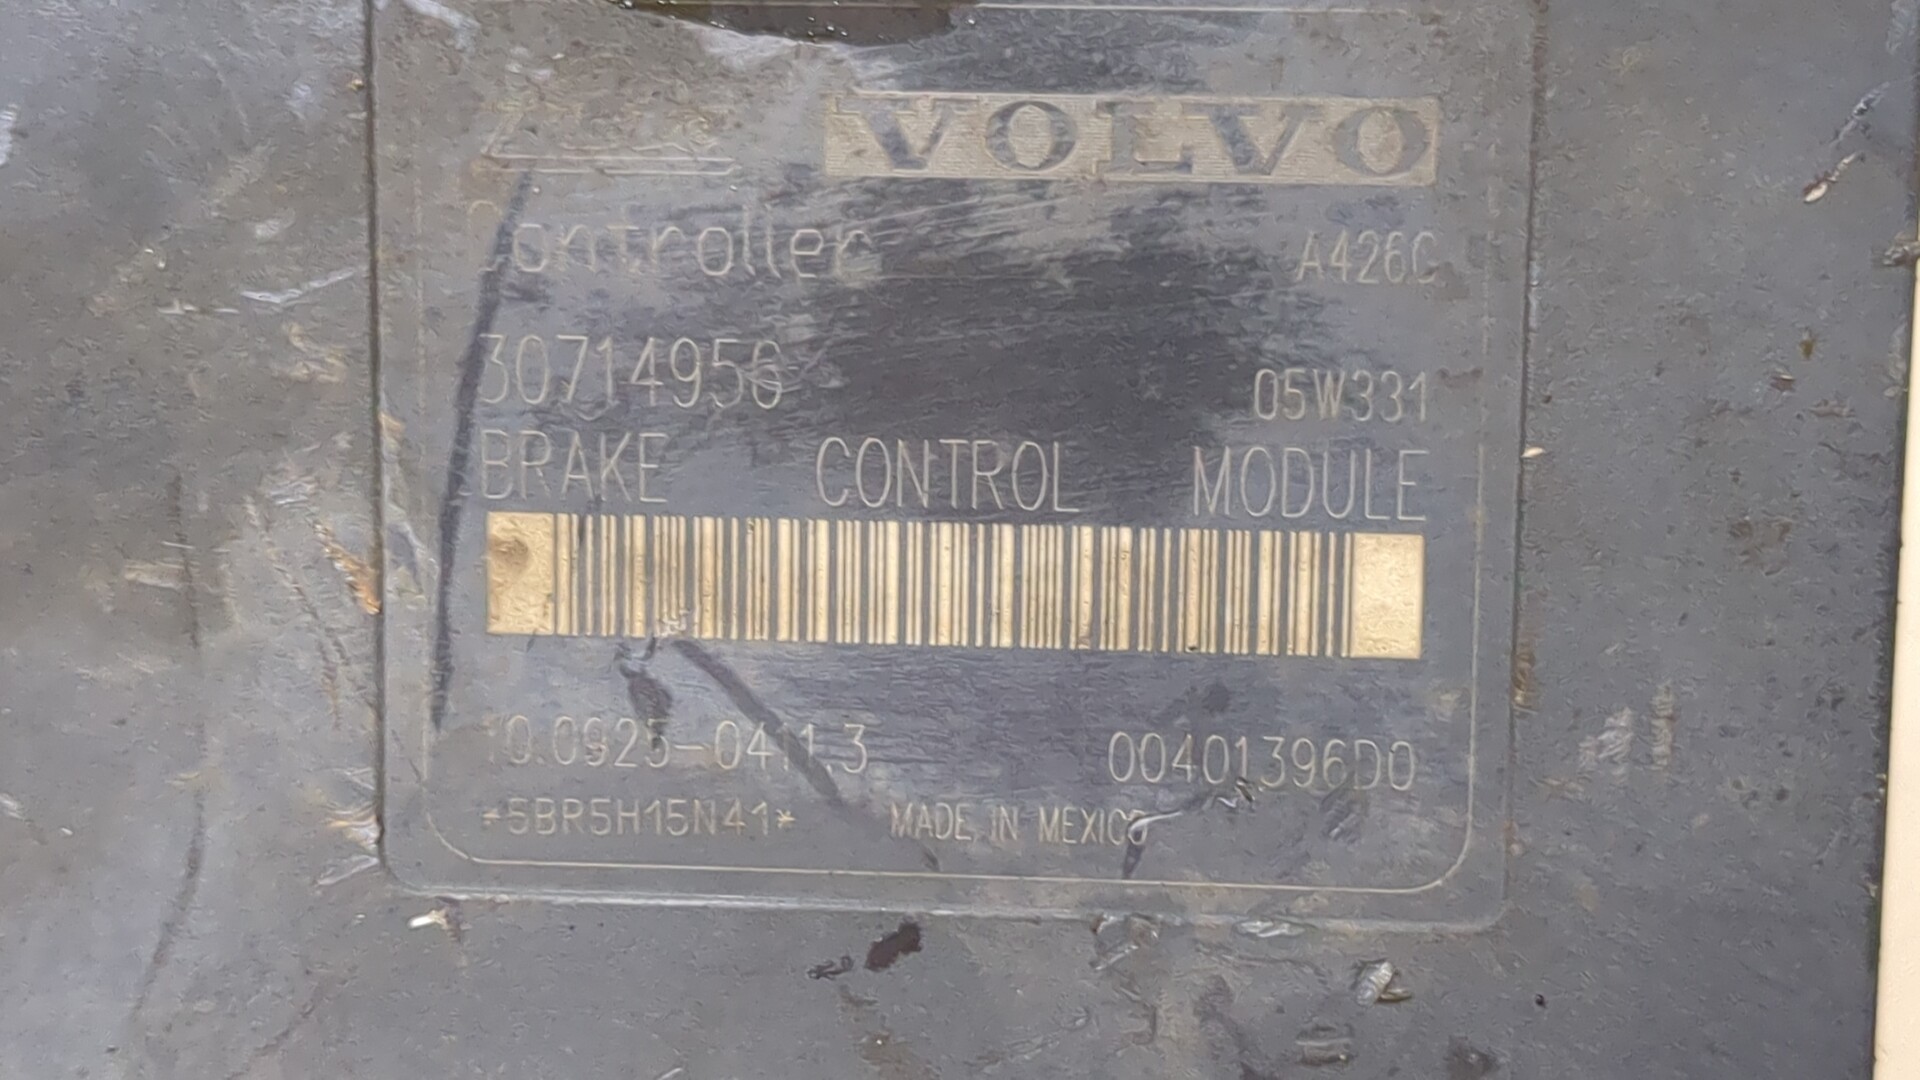 VOLVO
Controller A426C
30714956 05W331
BRAKE CONTROL MODULE
10.0925-0411.3 00401396D0
*5BR5H15N41* MADE IN MEXICO